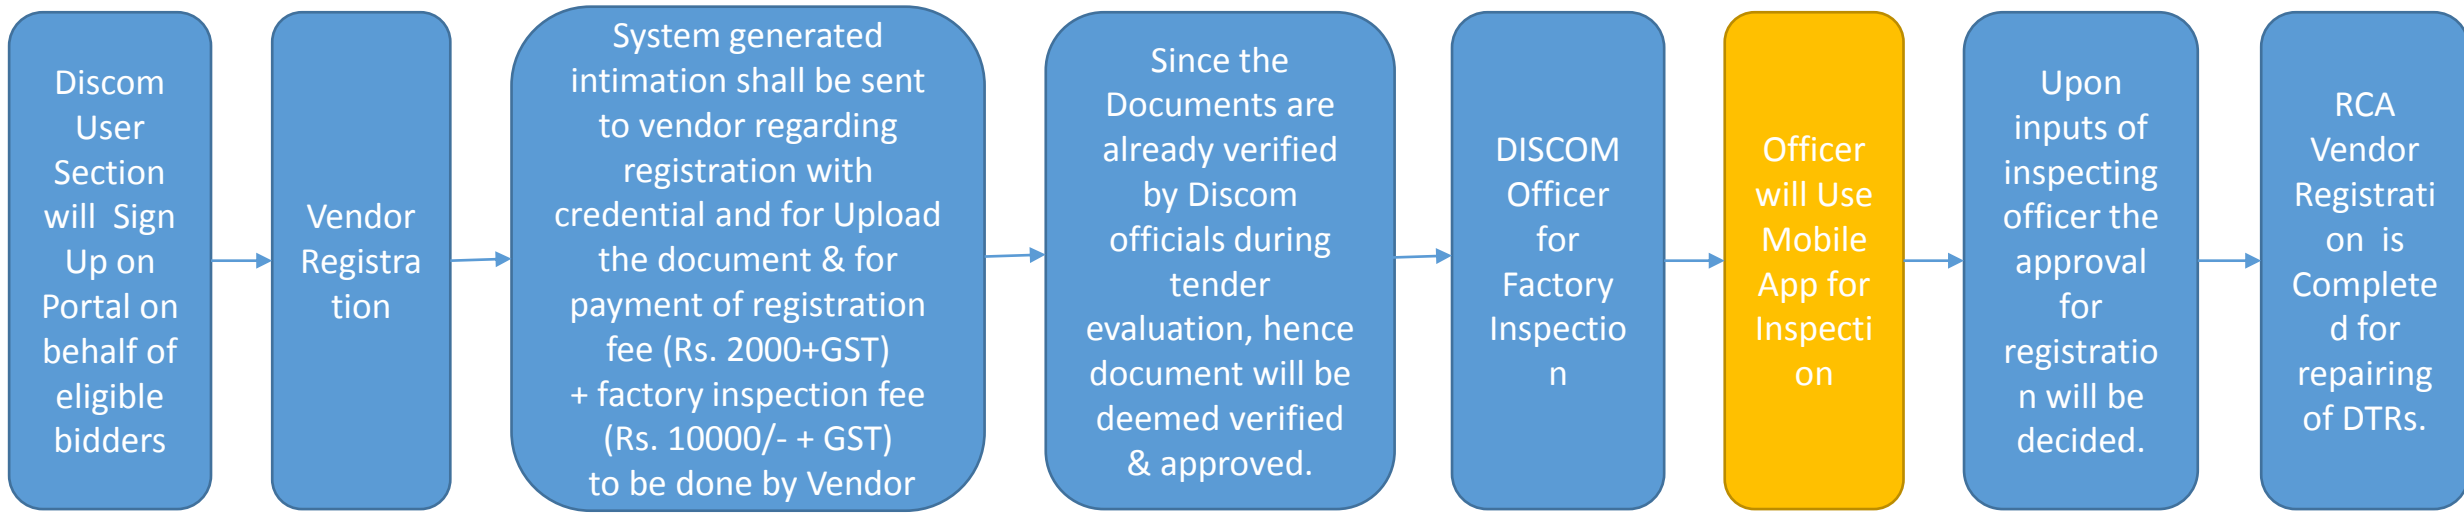 Discom
User
Section
will  Sign
Up on
Portal on
behalf of
eligible
bidders
Vendor
Registra
tion
System generated
intimation shall be sent
to vendor regarding
registration with
credential and for Upload
the document & for
payment of registration
fee (Rs. 2000+GST)
+ factory inspection fee
(Rs. 10000/- + GST)
to be done by Vendor
Since the
Documents are
already verified
by Discom
officials during
tender
evaluation, hence
document will be
deemed verified
& approved.
DISCOM
Officer
for
Factory
Inspectio
n
Officer
will Use
Mobile
App for
Inspecti
on
Upon
inputs of
inspecting
officer the
approval
for
registratio
n will be
decided.
RCA
Vendor
Registrati
on  is
Complete
d for
repairing
of DTRs.